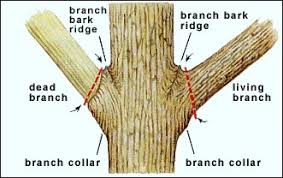 branch
bark
ridge
branch bark
ridge
dead
branch
living
branch
branch collar
branch collar